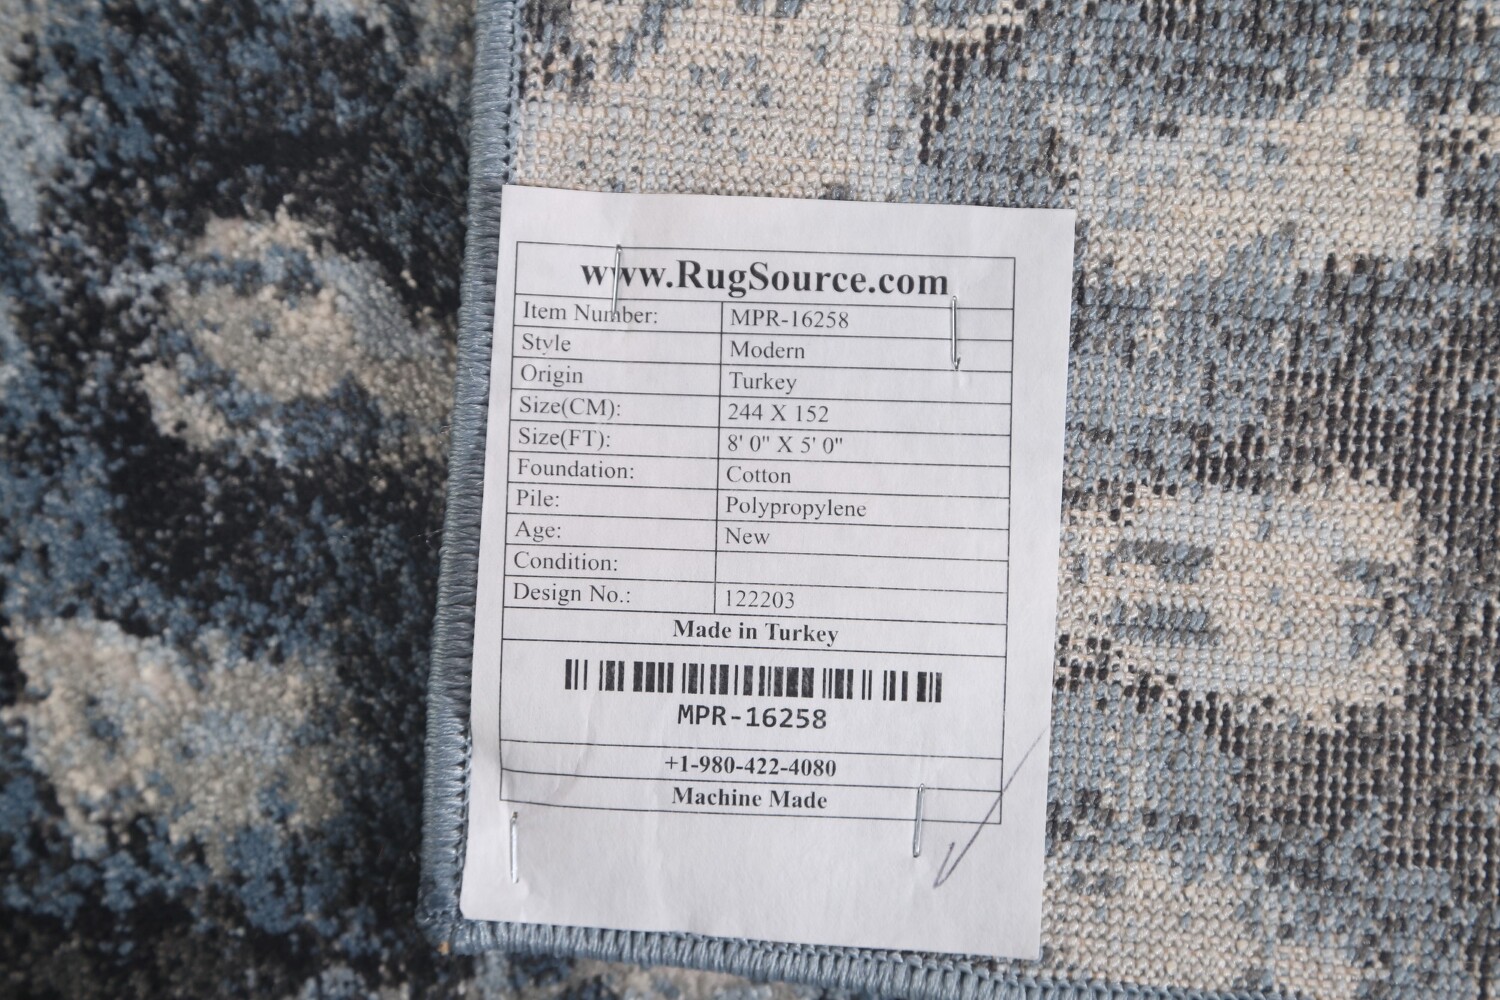 www.RugSource.com
Item Number: MPR-16258
Style Modern
Origin Turkey
Size(CM): 244 X 152
Size(FT): 8' 0" X 5' 0"
Foundation: Cotton
Pile: Polypropylene
Age: New
Condition:
Design No.: 122203
Made in Turkey
MPR-16258
+1-980-422-4080
Machine Made